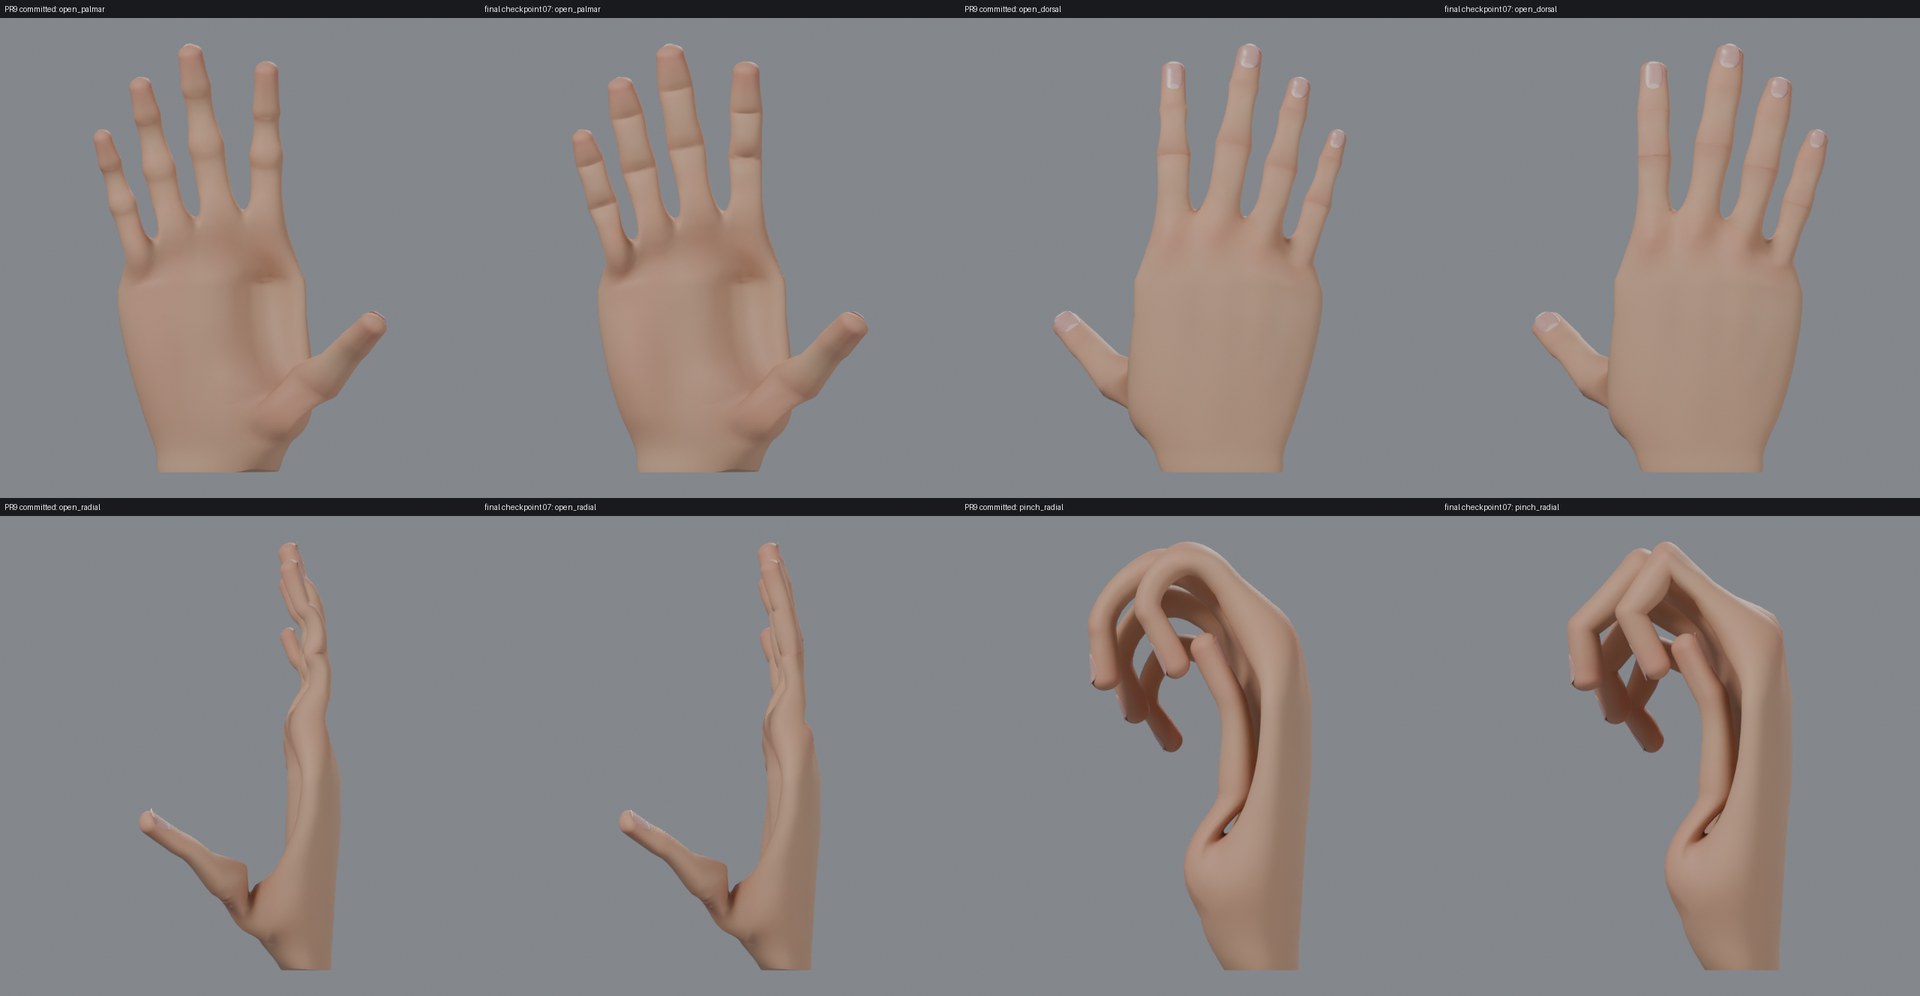 PR9 committed: open_palmar
final checkpoint 07: open_palmar
PR9 committed: open_dorsal
final checkpoint 07: open_dorsal
PR9 committed: open_radial
final checkpoint 07: open_radial
PR9 committed: pinch_radial
final checkpoint 07: pinch_radial